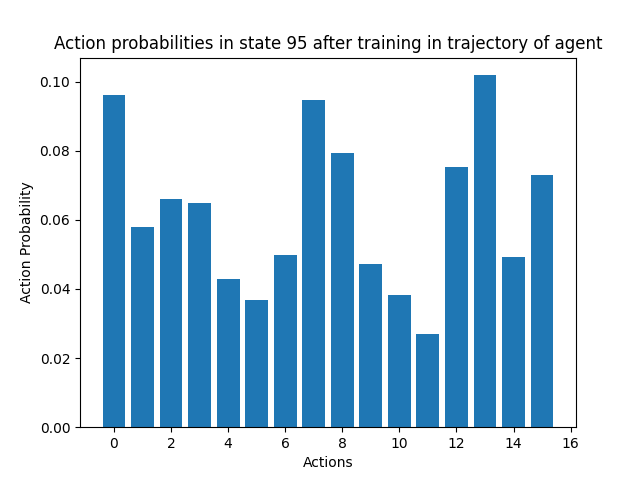 Action probabilities in state 95 after training in trajectory of agent
0.10
0.08
0.06
0.04
0.02
0.00
Action Probability
0 2 4 6 8 10 12 14 16
Actions